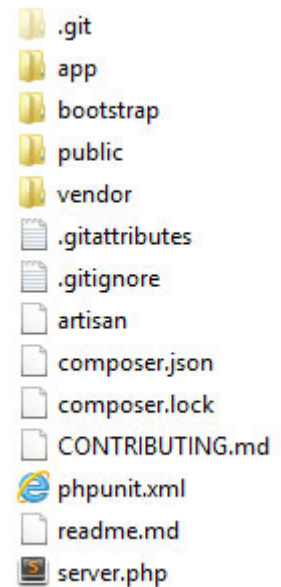 .git
app
bootstrap
public
vendor
.gitattributes
.gitignore
artisan
composer.json
composer.lock
CONTRIBUTING.md
phpunit.xml
readme.md
server.php